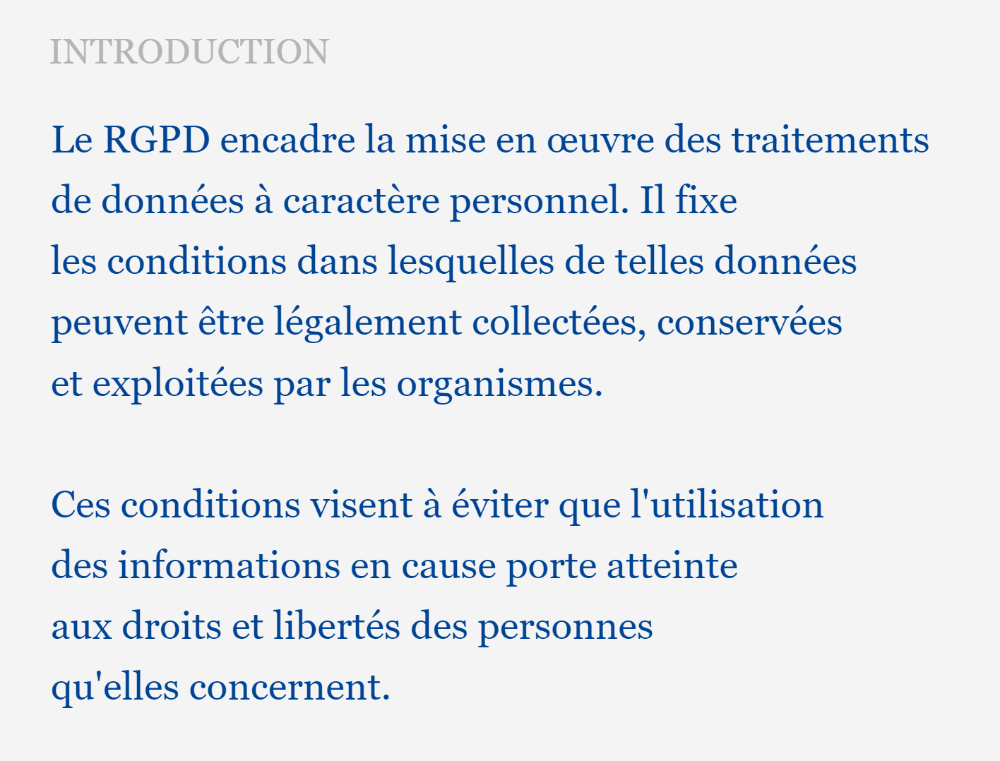 INTRODUCTION
Le RGPD encadre la mise en œuvre des traitements
de données à caractère personnel. Il fixe
les conditions dans lesquelles de telles données
peuvent être légalement collectées, conservées
et exploitées par les organismes.
Ces conditions visent à éviter que l'utilisation
des informations en cause porte atteinte
aux droits et libertés des personnes
qu'elles concernent.